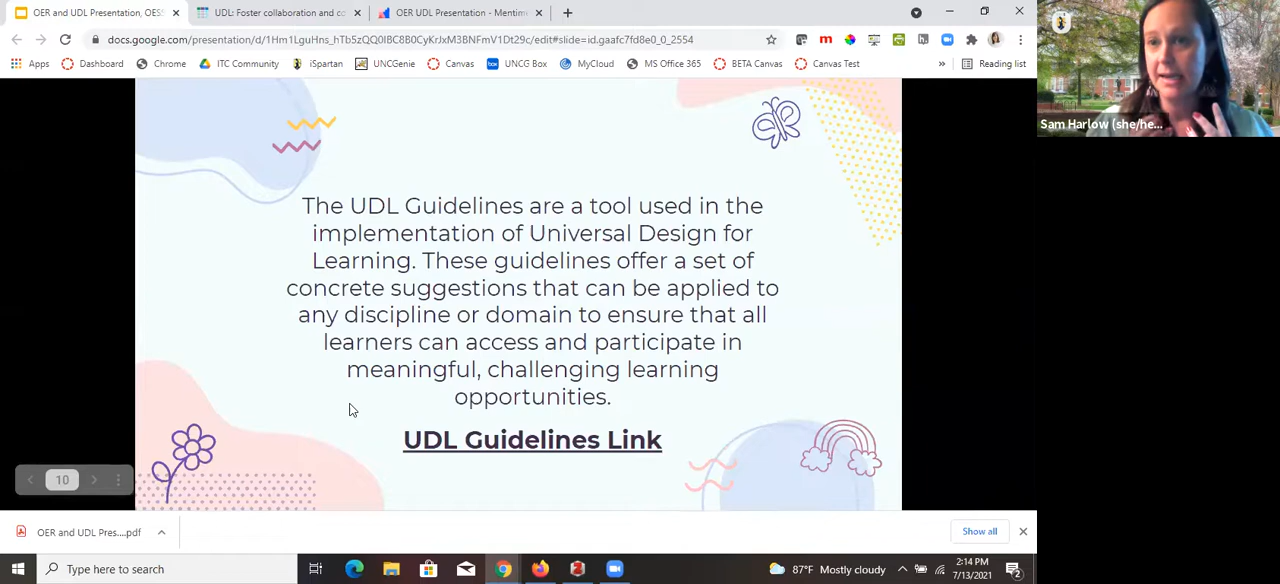 OER and UDL Presentation, OESS
UDL: Foster collaboration and co
OER UDL Presentation - Mentim
docs.google.com/presentation/d/1Hm1LguHns_hTb5zQQ0IBC8B0CyKrJxM3BNFmV1Dt29c/edit#slide=id.gaafc7fd8e0_0_2554
Apps
Dashboard
Chrome
ITC Community
iSpartan
UNCGenie
Canvas
UNCG Box
MyCloud
MS Office 365
BETA Canvas
Canvas Test
»
Reading list
Sam Harlow (she/he...
The UDL Guidelines are a tool used in the
implementation of Universal Design for
Learning. These guidelines offer a set of
concrete suggestions that can be applied to
any discipline or domain to ensure that all
learners can access and participate in
meaningful, challenging learning
opportunities.
UDL Guidelines Link
10
OER and UDL Pres....pdf
Show all
Type here to search
87°F Mostly cloudy
2:14 PM
7/13/2021
2